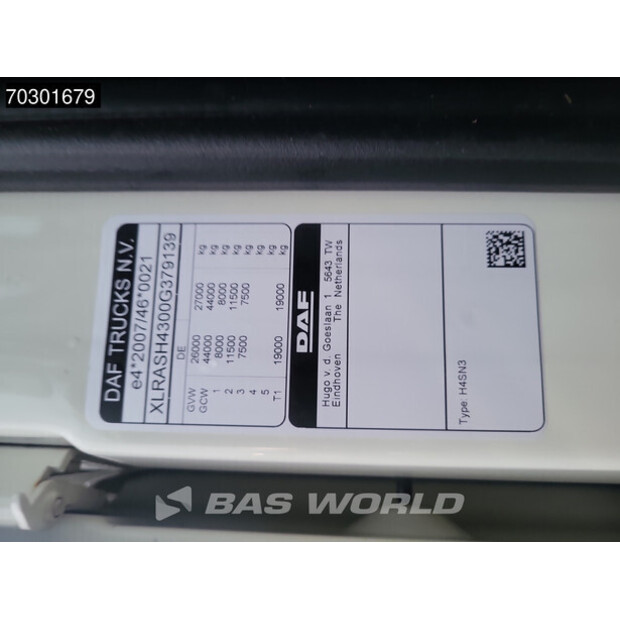 70301679
DAF TRUCKS N.V.
e4*2007/46*0021
XLRASH4300G379139
DE
GVW 26000 27000 kg
GCW 44000 44000 kg
1 8000 8000 kg
2 11500 11500 kg
3 7500 7500 kg
4 kg
5 kg
T1 19000 19000 kg
DAF
Hugo v. d. Goeslaan 1 5643 TW
Eindhoven The Netherlands
Type: H4SN3
BAS WORLD